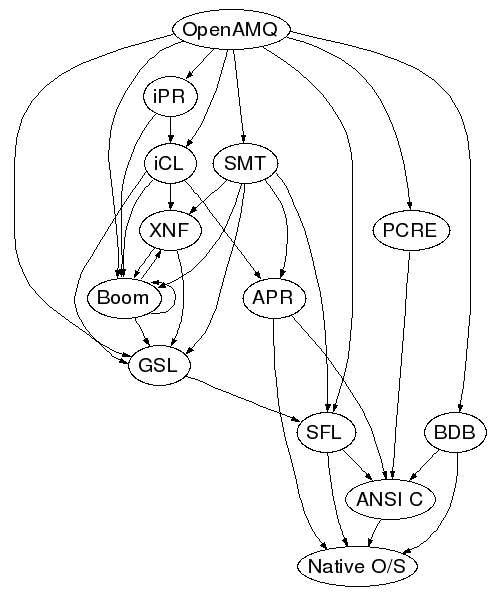 OpenAMQ
iPR
iCL
SMT
XNF
PCRE
Boom
APR
GSL
SFL
BDB
ANSI C
Native O/S